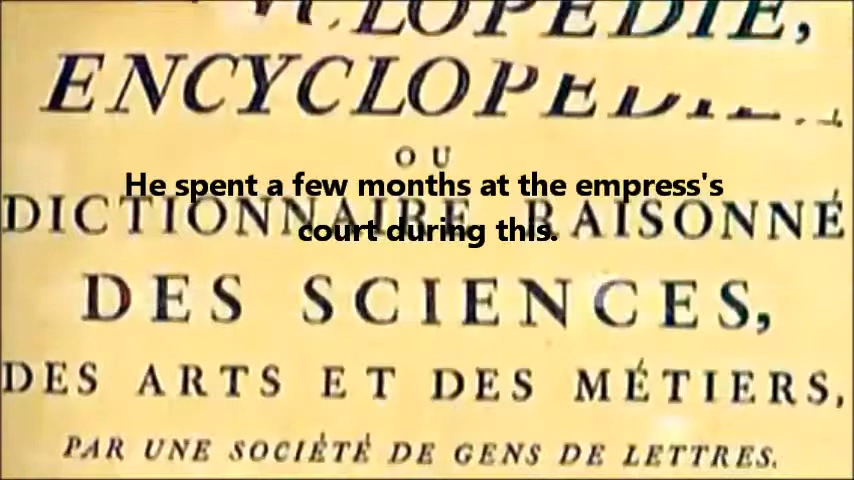 ENCYCLOPEDIE,
OU
He spent a few months at the empress's
DICTIONNAIRE RAISONNÉ
court during this.
DES SCIENCES,
DES ARTS ET DES MÉTIERS,
PAR UNE SOCIÉTÉ DE GENS DE LETTRES.